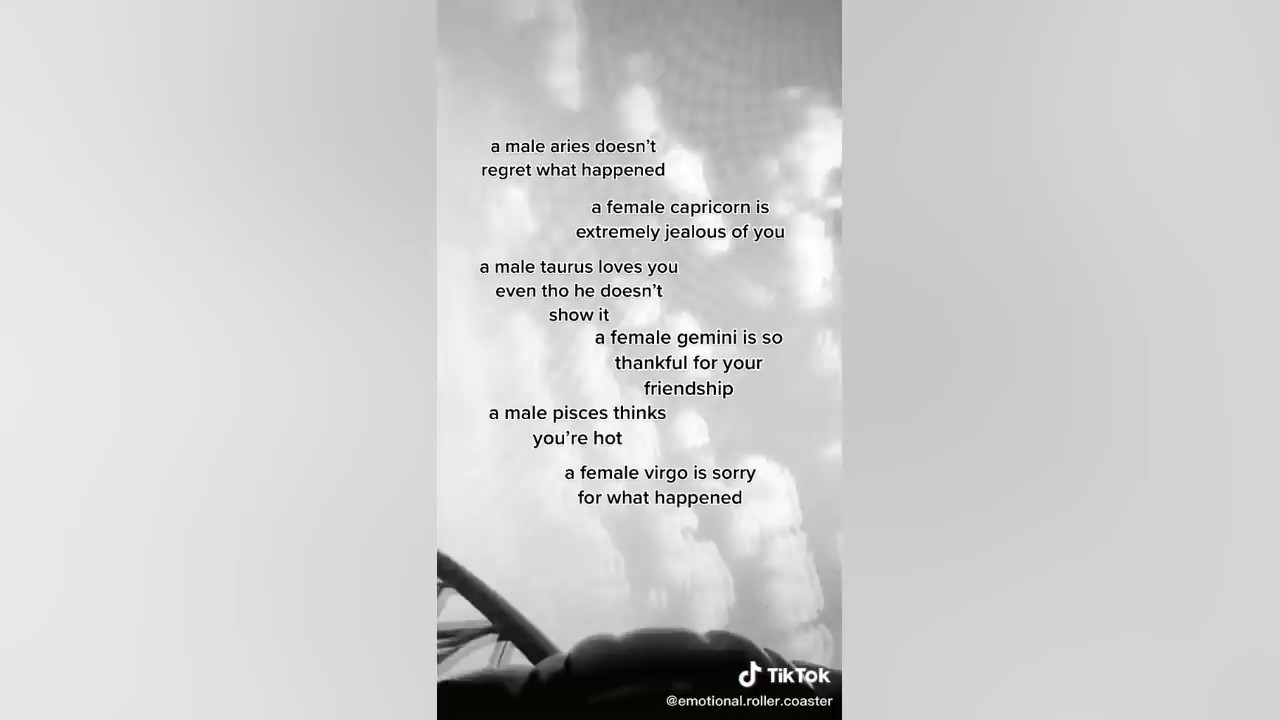 a male aries doesn't
regret what happened
a female capricorn is
extremely jealous of you
a male taurus loves you
even tho he doesn't
show it
a female gemini is so
thankful for your
friendship
a male pisces thinks
you're hot
a female virgo is sorry
for what happened
TikTok
@emotional.roller.coaster